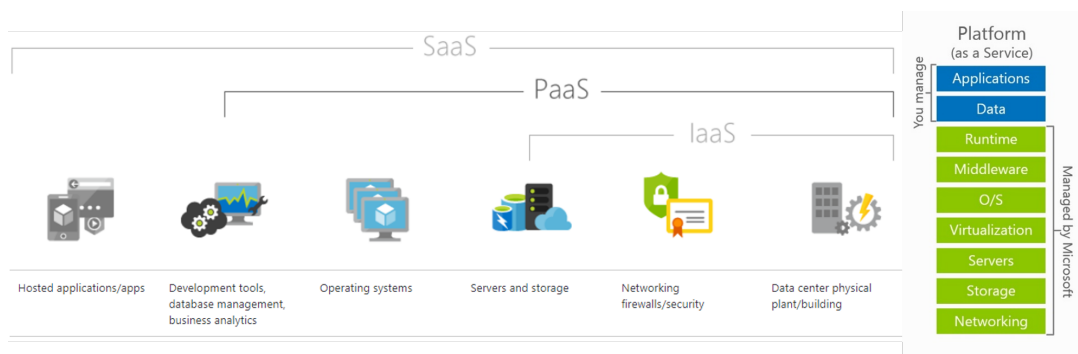 SaaS
PaaS
IaaS
Hosted applications/apps
Development tools,
database management,
business analytics
Operating systems
Servers and storage
Networking
firewalls/security
Data center physical
plant/building
Platform
(as a Service)
You manage
Applications
Data
Runtime
Middleware
O/S
Virtualization
Servers
Storage
Networking
Managed by Microsoft